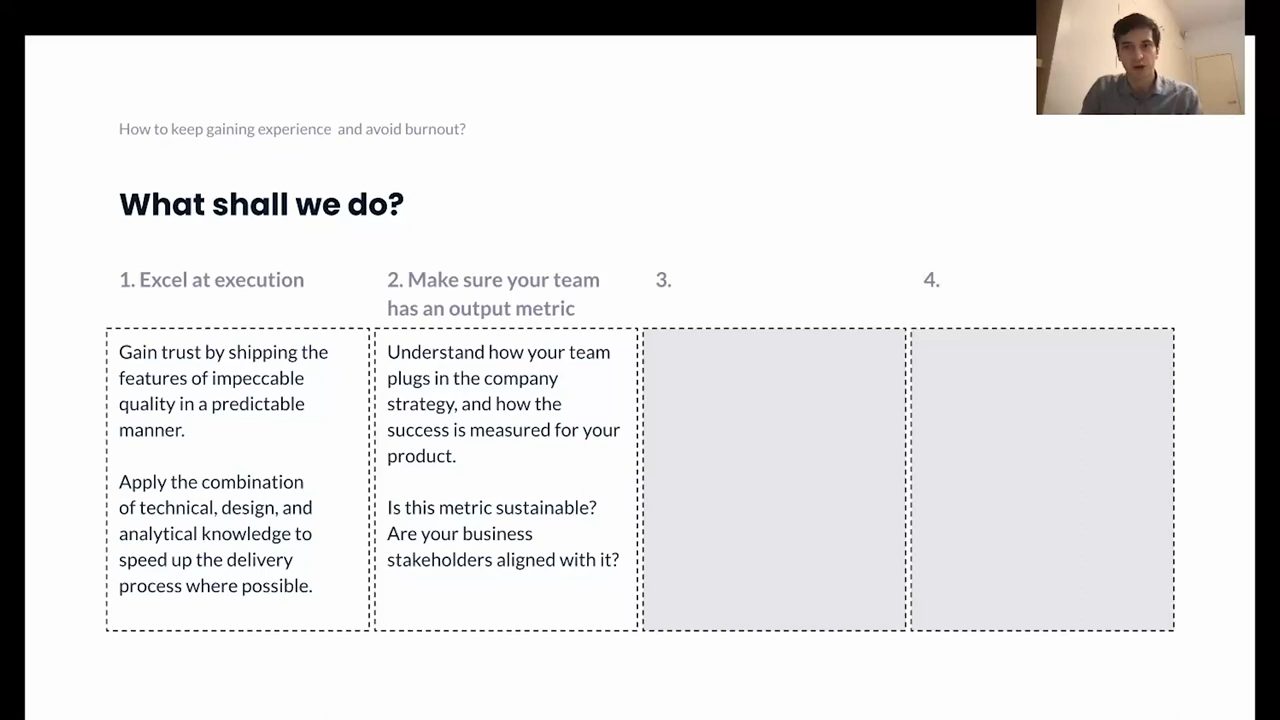 How to keep gaining experience and avoid burnout?
What shall we do?
1. Excel at execution
Gain trust by shipping the
features of impeccable
quality in a predictable
manner.
Apply the combination
of technical, design, and
analytical knowledge to
speed up the delivery
process where possible.
2. Make sure your team
has an output metric
Understand how your team
plugs in the company
strategy, and how the
success is measured for your
product.
Is this metric sustainable?
Are your business
stakeholders aligned with it?
3.
4.